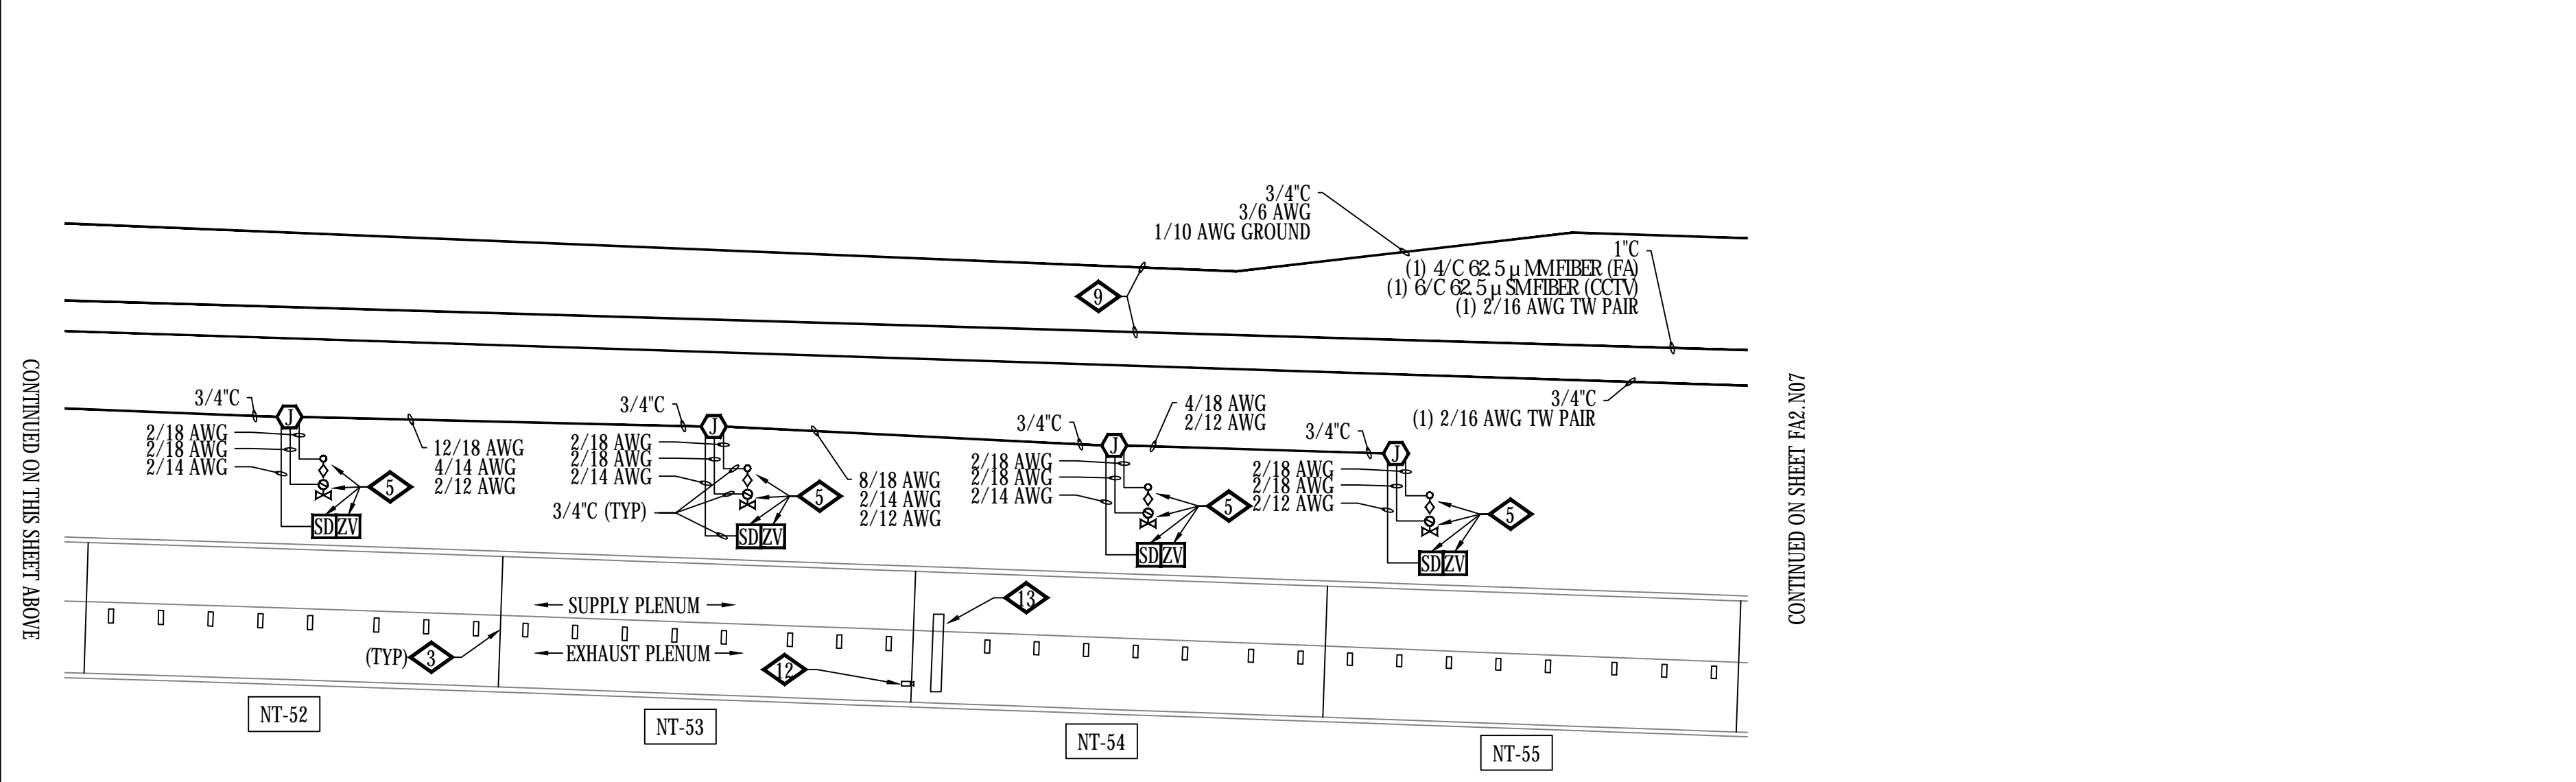 3/4"C
3/6 AWG
1/10 AWG GROUND
1"C
(1) 4/C 62.5 µ MM FIBER (FA)
(1) 6/C 62.5 µ SM FIBER (CCTV)
(1) 2/16 AWG TW PAIR
9
CONTINUED ON THIS SHEET ABOVE
CONTINUED ON SHEET FA2.N07
3/4"C
J
2/18 AWG
2/18 AWG
2/14 AWG
12/18 AWG
4/14 AWG
2/12 AWG
5
SD ZV
3/4"C
J
2/18 AWG
2/18 AWG
2/14 AWG
3/4"C (TYP)
5
SD ZV
8/18 AWG
2/14 AWG
2/12 AWG
3/4"C
J
4/18 AWG
2/12 AWG
2/18 AWG
2/18 AWG
2/14 AWG
5
SD ZV
3/4"C
J
2/18 AWG
2/18 AWG
2/12 AWG
5
SD ZV
3/4"C
(1) 2/16 AWG TW PAIR
SUPPLY PLENUM
EXHAUST PLENUM
(TYP) 3
12
13
NT-52
NT-53
NT-54
NT-55